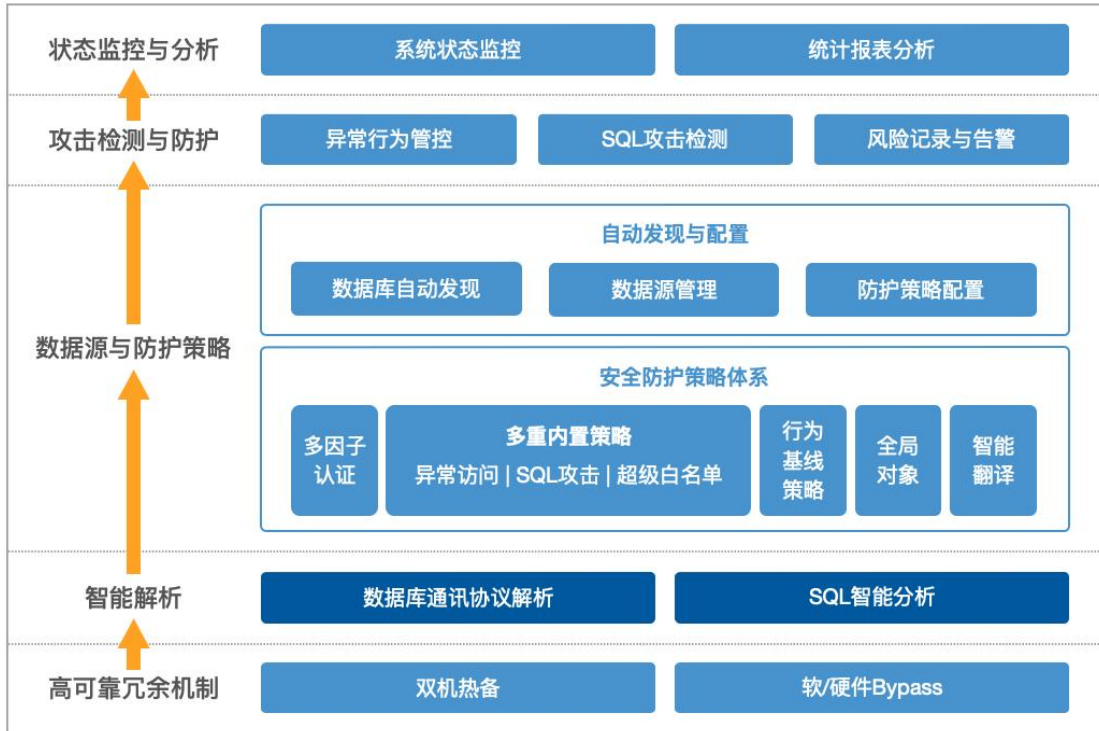 状态监控与分析
系统状态监控
统计报表分析
攻击检测与防护
异常行为管控
SQL攻击检测
风险记录与告警
数据源与防护策略
自动发现与配置
数据库自动发现
数据源管理
防护策略配置
安全防护策略体系
多因子
认证
多重内置策略
异常访问 | SQL攻击 | 超级白名单
行为
基线
策略
全局
对象
智能
翻译
智能解析
数据库通讯协议解析
SQL智能分析
高可靠冗余机制
双机热备
软/硬件Bypass